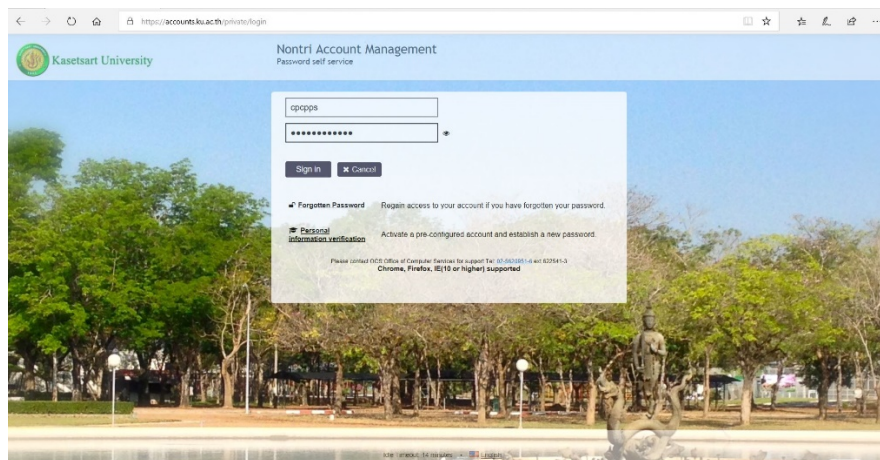 https://accounts.ku.ac.th/private/login
Kasetsart University
Nontri Account Management
Password self service
cpcpps
••••••••••••
Sign in
Cancel
Forgotten Password
Regain access to your account if you have forgotten your password.
Personal information verification
Activate a pre-configured account and establish a new password.
Please contact OCS Office of Computer Services for support Tel
Chrome, Firefox, IE(10 or higher) supported
English